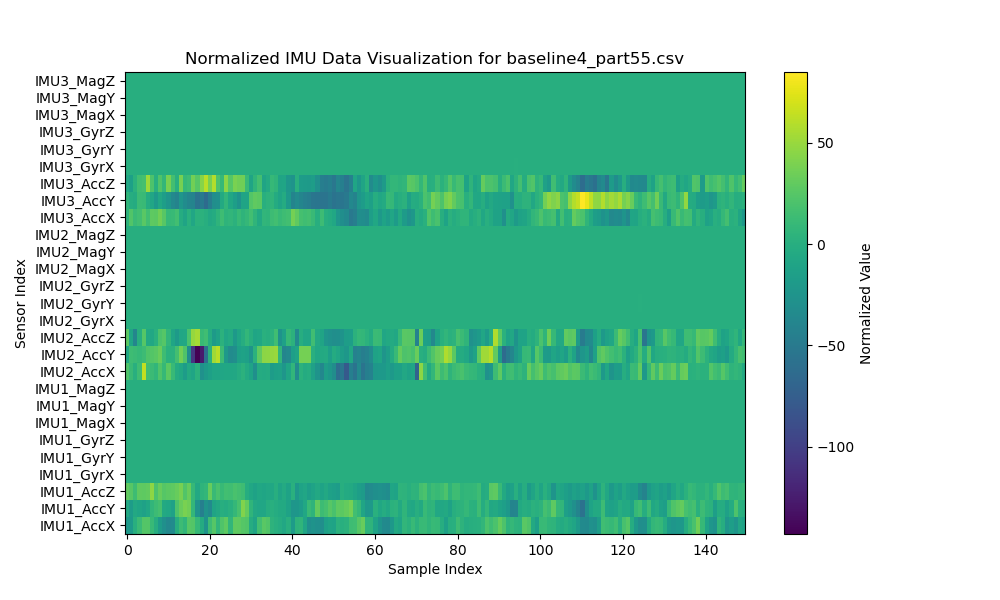 Normalized IMU Data Visualization for baseline4_part55.csv
IMU3_MagZ
IMU3_MagY
IMU3_MagX
IMU3_GyrZ
IMU3_GyrY
IMU3_GyrX
IMU3_AccZ
IMU3_AccY
IMU3_AccX
IMU2_MagZ
IMU2_MagY
IMU2_MagX
IMU2_GyrZ
IMU2_GyrY
IMU2_GyrX
IMU2_AccZ
IMU2_AccY
IMU2_AccX
IMU1_MagZ
IMU1_MagY
IMU1_MagX
IMU1_GyrZ
IMU1_GyrY
IMU1_GyrX
IMU1_AccZ
IMU1_AccY
IMU1_AccX
Sensor Index
0 20 40 60 80 100 120 140
Sample Index
50
0
−50
−100
Normalized Value